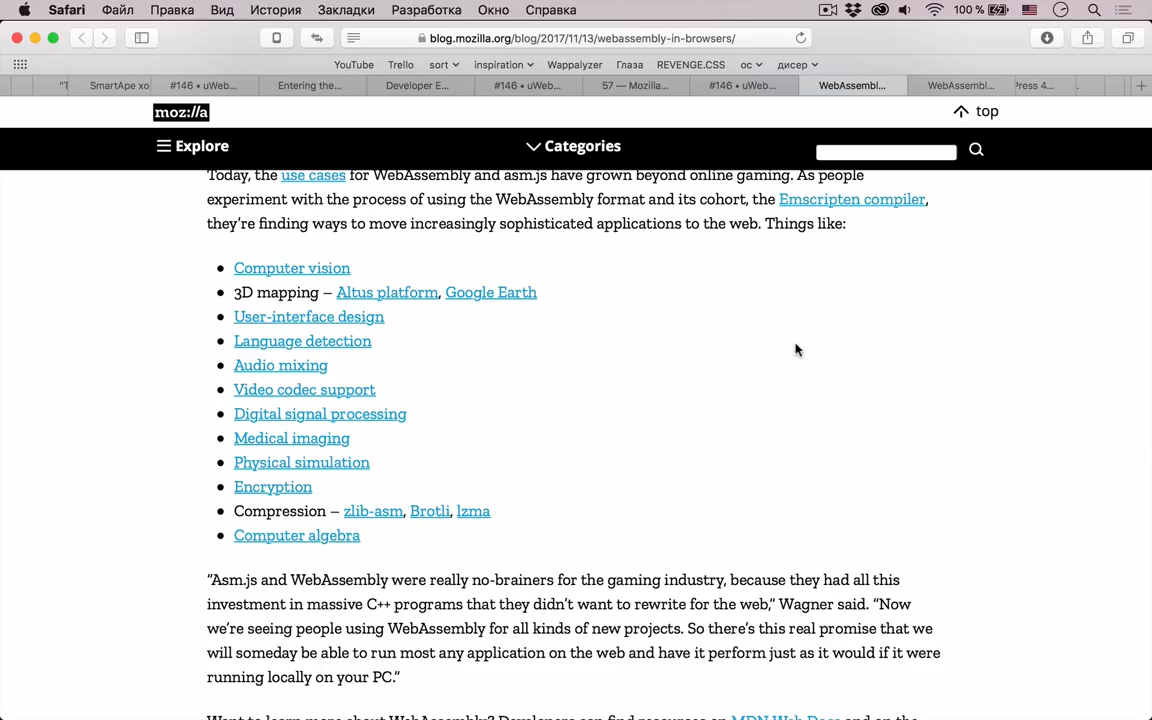 Safari Файл Правка Вид История Закладки Разработка Окно Справка 100 %
blog.mozilla.org/blog/2017/11/13/webassembly-in-browsers/
YouTube Trello sort inspiration Wappalyzer Глаза REVENGE.CSS ос дисер
"T SmartApe хо #146 • uWeb... Entering the... Developer E... #146 • uWeb... 57 — Mozilla... #146 • uWeb... WebAssembl... WebAssembl... Press 4...
moz://a top
Explore Categories
Today, the use cases for WebAssembly and asm.js have grown beyond online gaming. As people
experiment with the process of using the WebAssembly format and its cohort, the Emscripten compiler,
they're finding ways to move increasingly sophisticated applications to the web. Things like:
• Computer vision
• 3D mapping – Altus platform, Google Earth
• User-interface design
• Language detection
• Audio mixing
• Video codec support
• Digital signal processing
• Medical imaging
• Physical simulation
• Encryption
• Compression – zlib-asm, Brotli, lzma
• Computer algebra
"Asm.js and WebAssembly were really no-brainers for the gaming industry, because they had all this
investment in massive C++ programs that they didn't want to rewrite for the web," Wagner said. "Now
we're seeing people using WebAssembly for all kinds of new projects. So there's this real promise that we
will someday be able to run most any application on the web and have it perform just as it would if it were
running locally on your PC."
Want to learn more about WebAssembly? Developers can find resources on MDN Web Docs and on the